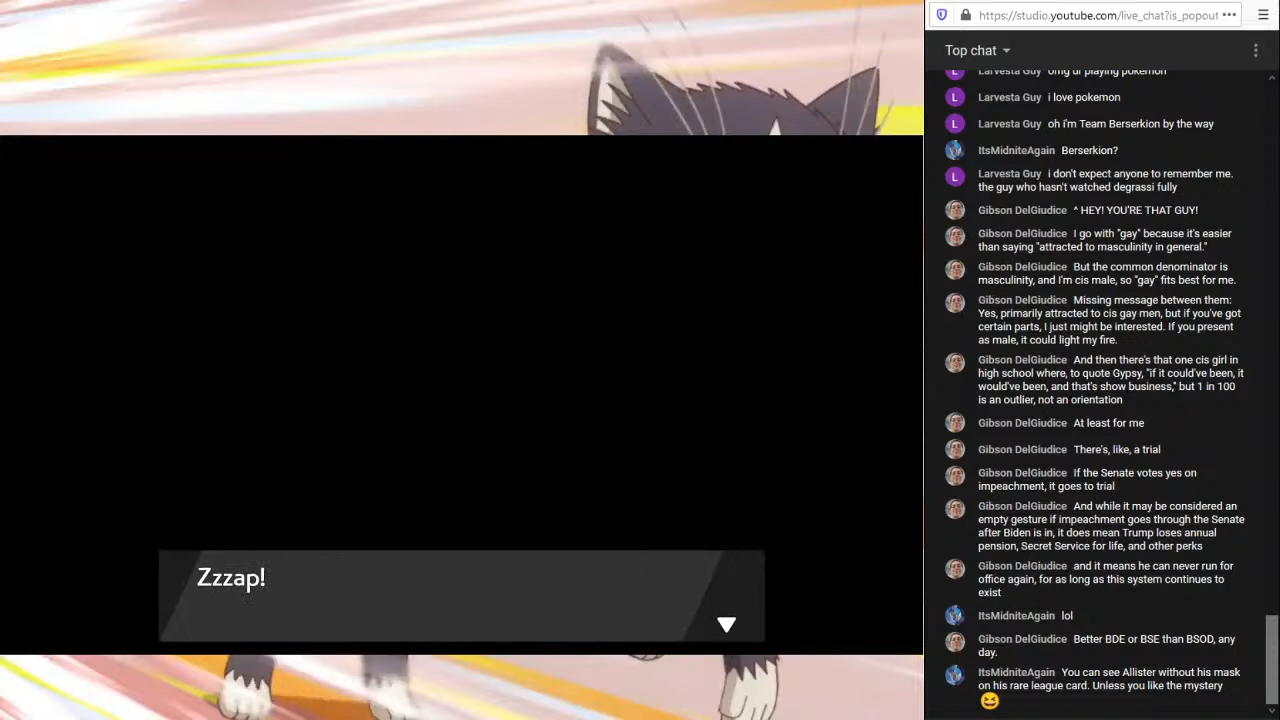 https://studio.youtube.com/live_chat?is_popout
Top chat
Larvesta Guy omg ur playing pokemon
Larvesta Guy i love pokemon
Larvesta Guy oh i'm Team Berserkion by the way
ItsMidniteAgain Berserkion?
Larvesta Guy i don't expect anyone to remember me.
the guy who hasn't watched degrassi fully
Gibson DelGiudice ^ HEY! YOU'RE THAT GUY!
Gibson DelGiudice I go with "gay" because it's easier
than saying "attracted to masculinity in general."
Gibson DelGiudice But the common denominator is
masculinity, and I'm cis male, so "gay" fits best for me.
Gibson DelGiudice Missing message between them:
Yes, primarily attracted to cis gay men, but if you've got
certain parts, I just might be interested. If you present
as male, it could light my fire.
Gibson DelGiudice And then there's that one cis girl in
high school where, to quote Gypsy, "if it could've been, it
would've been, and that's show business," but 1 in 100
is an outlier, not an orientation
Gibson DelGiudice At least for me
Gibson DelGiudice There's, like, a trial
Gibson DelGiudice If the Senate votes yes on
impeachment, it goes to trial
Gibson DelGiudice And while it may be considered an
empty gesture if impeachment goes through the Senate
after Biden is in, it does mean Trump loses annual
pension, Secret Service for life, and other perks
Gibson DelGiudice and it means he can never run for
office again, for as long as this system continues to
exist
ItsMidniteAgain lol
Gibson DelGiudice Better BDE or BSE than BSOD, any
day.
ItsMidniteAgain You can see Allister without his mask
on his rare league card. Unless you like the mystery
😆
Zzzap!